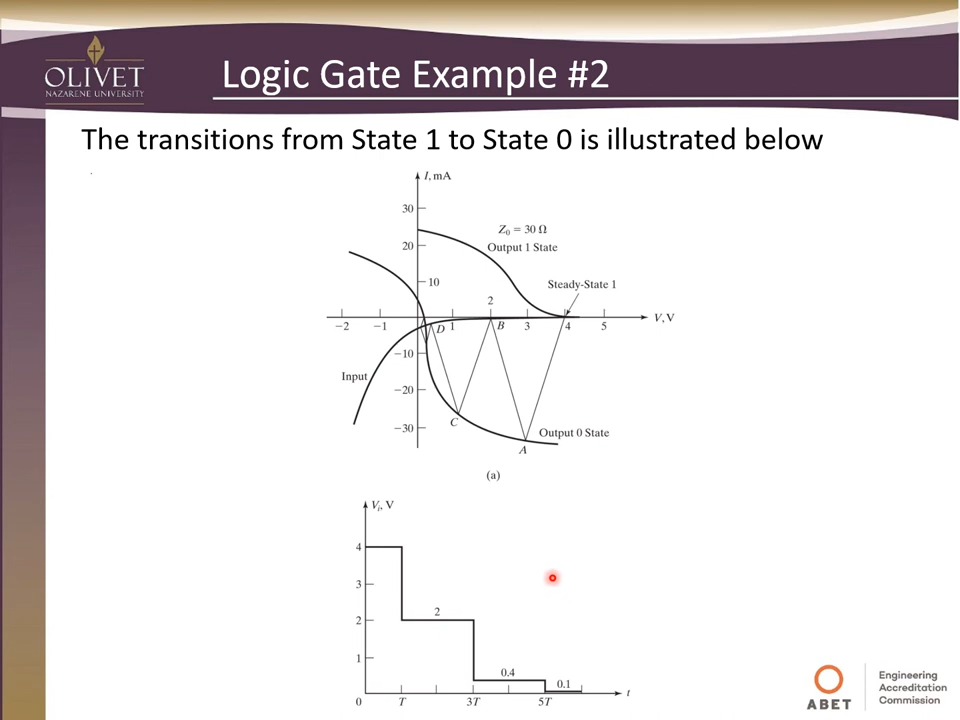 OLIVET
NAZARENE UNIVERSITY
Logic Gate Example #2
The transitions from State 1 to State 0 is illustrated below
I, mA
30
Z₀ = 30 Ω
20
Output 1 State
10
Steady-State 1
2
V, V
−2
−1
D
1
B
3
4
5
−10
Input
−20
C
−30
Output 0 State
A
(a)
Vᵢ, V
4
3
2
2
1
0.4
0.1
0
T
3T
5T
t
ABET
Engineering
Accreditation
Commission